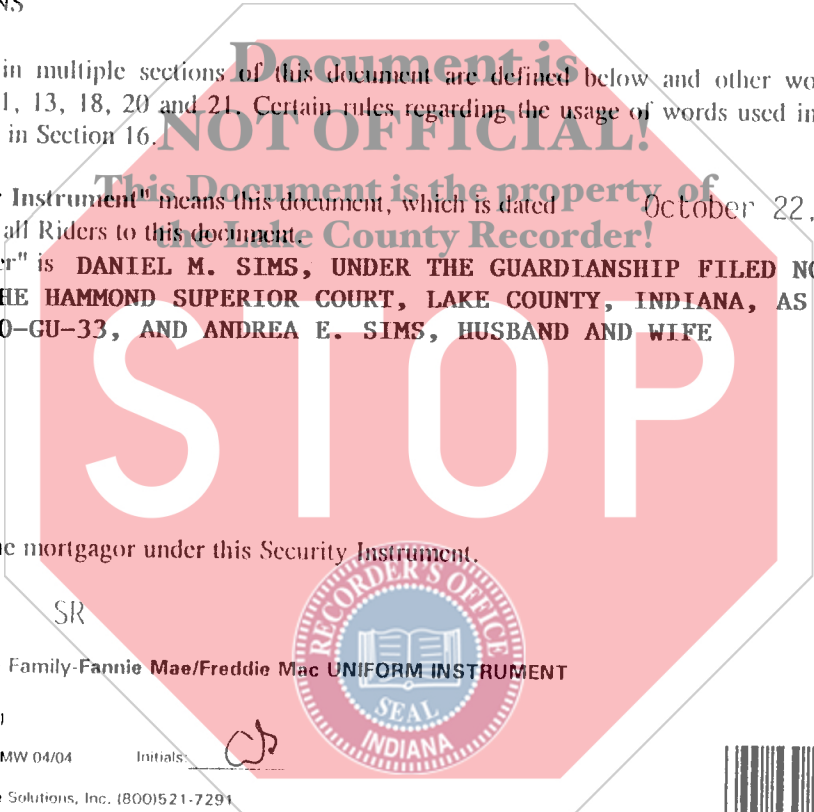 NS
in multiple sections of this document are defined below and other wo
1, 13, 18, 20 and 21. Certain rules regarding the usage of words used in
in Section 16.
Document is
NOT OFFICIAL!
This Document is the property of
the Lake County Recorder!
Instrument" means this document, which is dated October 22,
all Riders to this document.
er" is DANIEL M. SIMS, UNDER THE GUARDIANSHIP FILED NO
HE HAMMOND SUPERIOR COURT, LAKE COUNTY, INDIANA, AS
0-GU-33, AND ANDREA E. SIMS, HUSBAND AND WIFE
STOP
e mortgagor under this Security Instrument.
SR
RECORDER'S OFFICE
SEAL
INDIANA
Family-Fannie Mae/Freddie Mac UNIFORM INSTRUMENT
MW 04/04 Initials:
Solutions, Inc. (800)521-7291